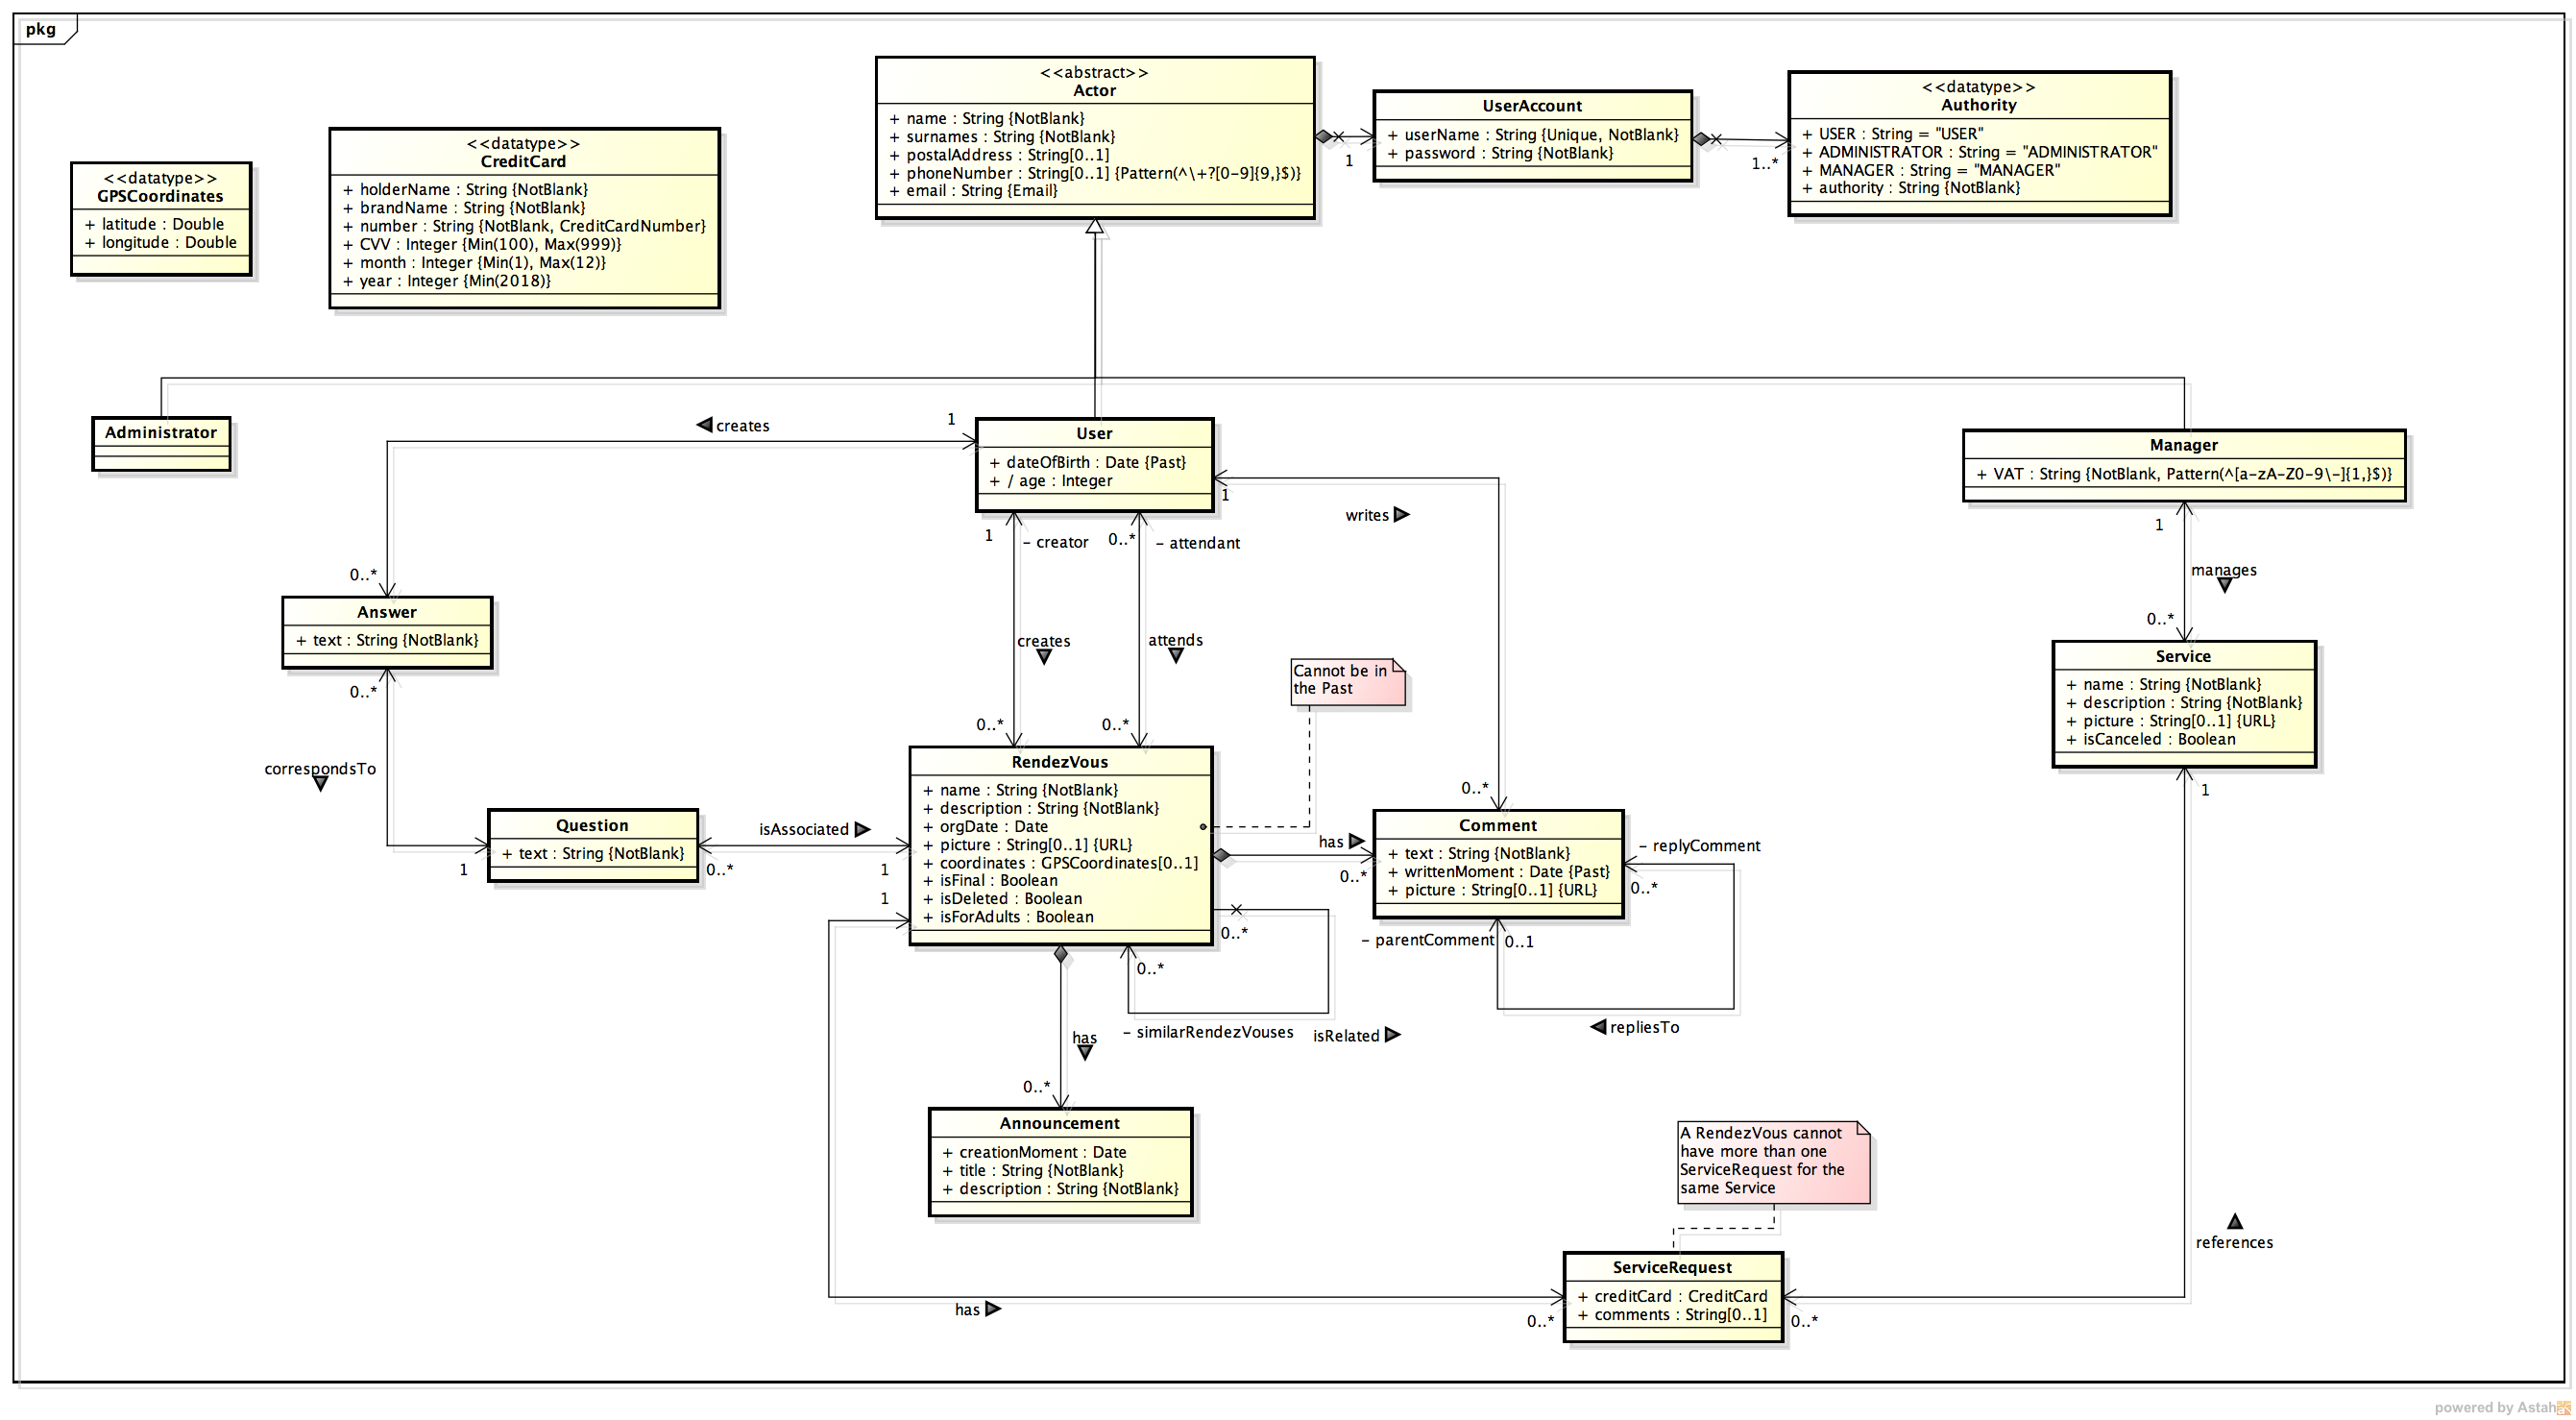 pkg
<<datatype>>
GPSCoordinates
+ latitude : Double
+ longitude : Double
<<datatype>>
CreditCard
+ holderName : String {NotBlank}
+ brandName : String {NotBlank}
+ number : String {NotBlank, CreditCardNumber}
+ CVV : Integer {Min(100), Max(999)}
+ month : Integer {Min(1), Max(12)}
+ year : Integer {Min(2018)}
<<abstract>>
Actor
+ name : String {NotBlank}
+ surnames : String {NotBlank}
+ postalAddress : String[0..1]
+ phoneNumber : String[0..1] {Pattern(^\+?[0-9]{9,}$)}
+ email : String {Email}
1
UserAccount
+ userName : String {Unique, NotBlank}
+ password : String {NotBlank}
1..*
<<datatype>>
Authority
+ USER : String = "USER"
+ ADMINISTRATOR : String = "ADMINISTRATOR"
+ MANAGER : String = "MANAGER"
+ authority : String {NotBlank}
Administrator
creates
1
User
+ dateOfBirth : Date {Past}
+ / age : Integer
Manager
+ VAT : String {NotBlank, Pattern(^[a-zA-Z0-9\-]{1,}$)}
1
writes
1
- creator
0..*
- attendant
1
manages
0..*
0..*
Answer
+ text : String {NotBlank}
0..*
creates
attends
Cannot be in
the Past
Service
+ name : String {NotBlank}
+ description : String {NotBlank}
+ picture : String[0..1] {URL}
+ isCanceled : Boolean
1
0..*
0..*
correspondsTo
RendezVous
+ name : String {NotBlank}
+ description : String {NotBlank}
+ orgDate : Date
+ picture : String[0..1] {URL}
+ coordinates : GPSCoordinates[0..1]
+ isFinal : Boolean
+ isDeleted : Boolean
+ isForAdults : Boolean
0..*
Question
+ text : String {NotBlank}
1
0..*
isAssociated
1
1
has
0..*
Comment
+ text : String {NotBlank}
+ writtenMoment : Date {Past}
+ picture : String[0..1] {URL}
- replyComment
0..*
- parentComment
0..1
repliesTo
0..*
0..*
- similarRendezVouses
isRelated
has
0..*
Announcement
+ creationMoment : Date
+ title : String {NotBlank}
+ description : String {NotBlank}
A RendezVous cannot
have more than one
ServiceRequest for the
same Service
references
ServiceRequest
+ creditCard : CreditCard
+ comments : String[0..1]
has
0..*
0..*
powered by Astah